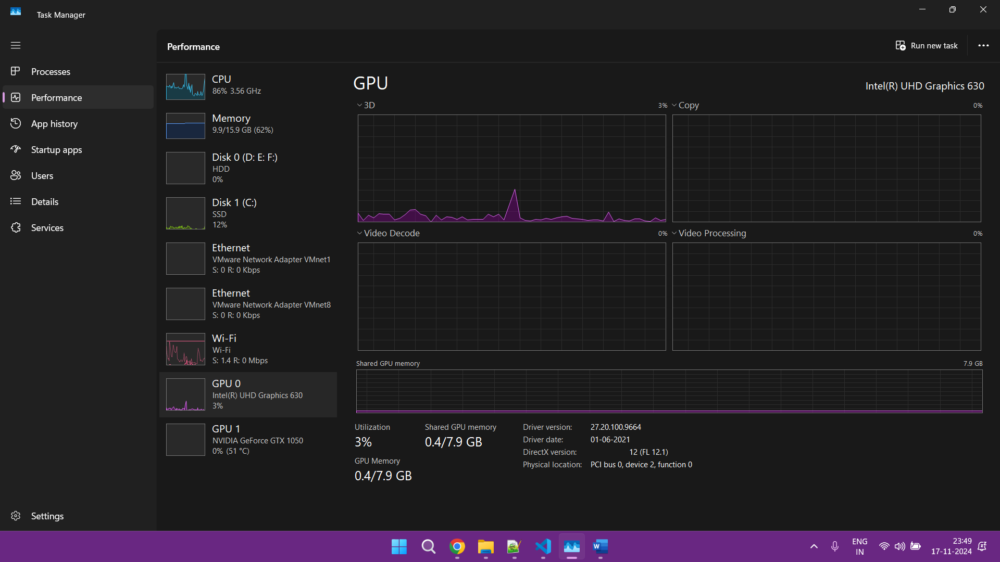 Task Manager
Performance
Run new task
Processes
Performance
App history
Startup apps
Users
Details
Services
Settings
CPU
86% 3.56 GHz
Memory
9.9/15.9 GB (62%)
Disk 0 (D: E: F:)
HDD
0%
Disk 1 (C:)
SSD
12%
Ethernet
VMware Network Adapter VMnet1
S: 0 R: 0 Kbps
Ethernet
VMware Network Adapter VMnet8
S: 0 R: 0 Kbps
Wi-Fi
Wi-Fi
S: 1.4 R: 0 Mbps
GPU 0
Intel(R) UHD Graphics 630
3%
GPU 1
NVIDIA GeForce GTX 1050
0% (51 °C)
GPU
Intel(R) UHD Graphics 630
3D 3%
Copy 0%
Video Decode 0%
Video Processing 0%
Shared GPU memory 7.9 GB
Utilization
3%
Shared GPU memory
0.4/7.9 GB
GPU Memory
0.4/7.9 GB
Driver version: 27.20.100.9664
Driver date: 01-06-2021
DirectX version: 12 (FL 12.1)
Physical location: PCI bus 0, device 2, function 0
W
ENG
IN
23:49
17-11-2024